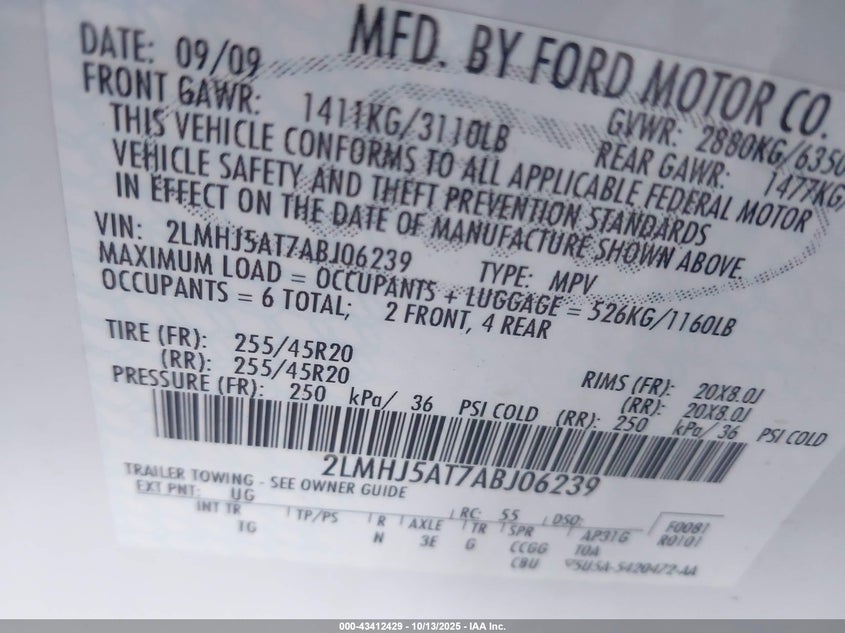 MFD. BY FORD MOTOR CO.
DATE: 09/09 GVWR: 2880KG/6350
FRONT GAWR: 1411KG/3110LB REAR GAWR: 1477KG/
THIS VEHICLE CONFORMS TO ALL APPLICABLE FEDERAL MOTOR
VEHICLE SAFETY AND THEFT PREVENTION STANDARDS
IN EFFECT ON THE DATE OF MANUFACTURE SHOWN ABOVE.
VIN: 2LMHJ5AT7ABJ06239 TYPE: MPV
MAXIMUM LOAD = OCCUPANTS + LUGGAGE = 526KG/1160LB
OCCUPANTS = 6 TOTAL; 2 FRONT, 4 REAR
TIRE (FR): 255/45R20 RIMS (FR): 20X8.0J
(RR): 255/45R20 (RR): 20X8.0J
PRESSURE (FR): 250 kPa/ 36 PSI COLD (RR): 250 kPa/ 36 PSI COLD
2LMHJ5AT7ABJ06239
TRAILER TOWING - SEE OWNER GUIDE
EXT PNT: UG RC: 55 DSO: F0081
INT TR TP/PS R AXLE TR SPR AP31G R0101
TG N 3E G CCGG TOA
CBU 5U5A-5420472-AA
000-43412429 - 10/13/2025 - IAA Inc.